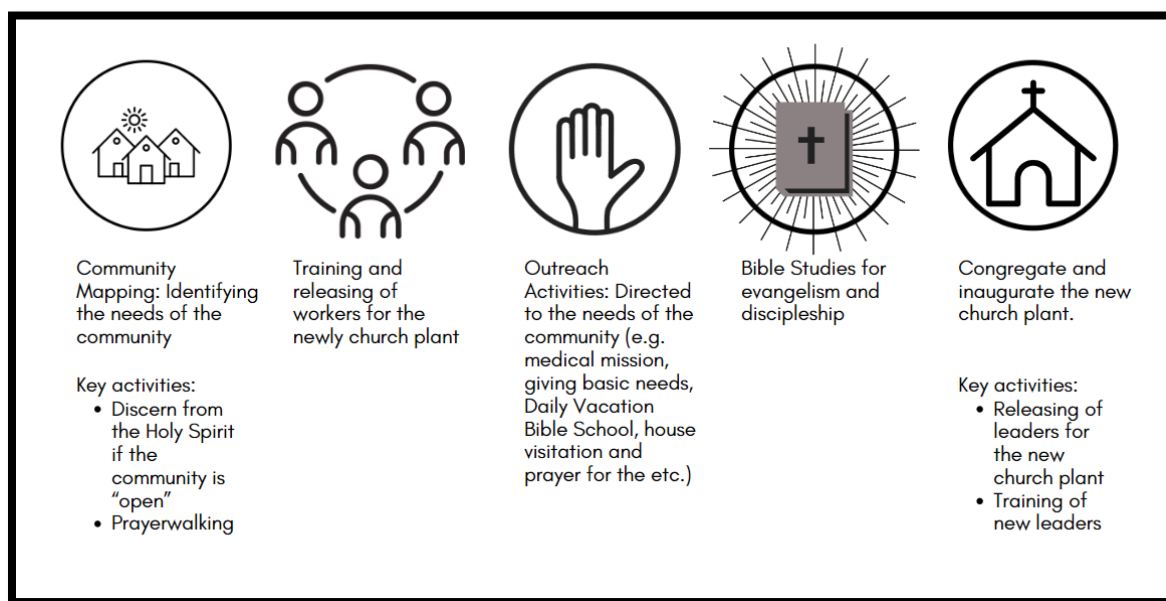 Community
Mapping: Identifying
the needs of the
community
Key activities:
• Discern from
the Holy Spirit
if the
community is
“open”
• Prayerwalking
Training and
releasing of
workers for the
newly church plant
Outreach
Activities: Directed
to the needs of the
community (e.g.
medical mission,
giving basic needs,
Daily Vacation
Bible School, house
visitation and
prayer for the etc.)
Bible Studies for
evangelism and
discipleship
Congregate and
inaugurate the new
church plant.
Key activities:
• Releasing of
leaders for
the new
church plant
• Training of
new leaders